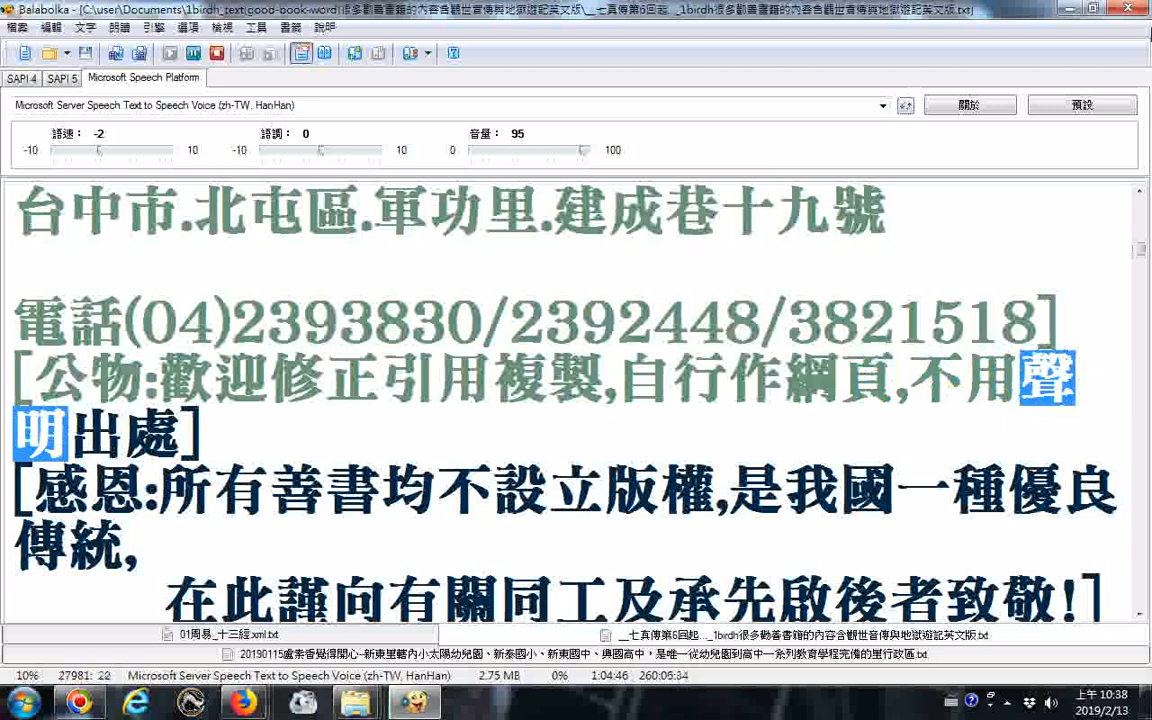 Balabolka - [C:\user\Documents\1birdh_text\good-book-word\很多勸善書籍的內容含觀世音傳與地獄遊記英文版\__七真傳第6回起..._1birdh很多勸善書籍的內容含觀世音傳與地獄遊記英文版.txt]
檔案 編輯 文字 朗讀 引擎 選項 檢視 工具 書籤 說明
SAPI 4 SAPI 5 Microsoft Speech Platform
Microsoft Server Speech Text to Speech Voice (zh-TW, HanHan) 關於 預設
語速： -2 語調： 0 音量： 95
-10 10 -10 10 0 100
台中市.北屯區.軍功里.建成巷十九號
電話(04)2393830/2392448/3821518]
[公物:歡迎修正引用複製,自行作網頁,不用聲
明出處]
[感恩:所有善書均不設立版權,是我國一種優良
傳統,
在此謹向有關同工及承先啟後者致敬!]
01周易_十三經.xml.txt __七真傳第6回起..._1birdh很多勸善書籍的內容含觀世音傳與地獄遊記英文版.txt
20190115盧素香覺得開心-新東里轄內小太陽幼兒園、新泰國小、新東國中、興國高中，是唯一從幼兒園到高中一系列教育學程完備的里行政區.txt
10% 27981: 22 Microsoft Server Speech Text to Speech Voice (zh-TW, HanHan) 2.75 MB 0% 1:04:46 260:06:34
上午 10:38
2019/2/13